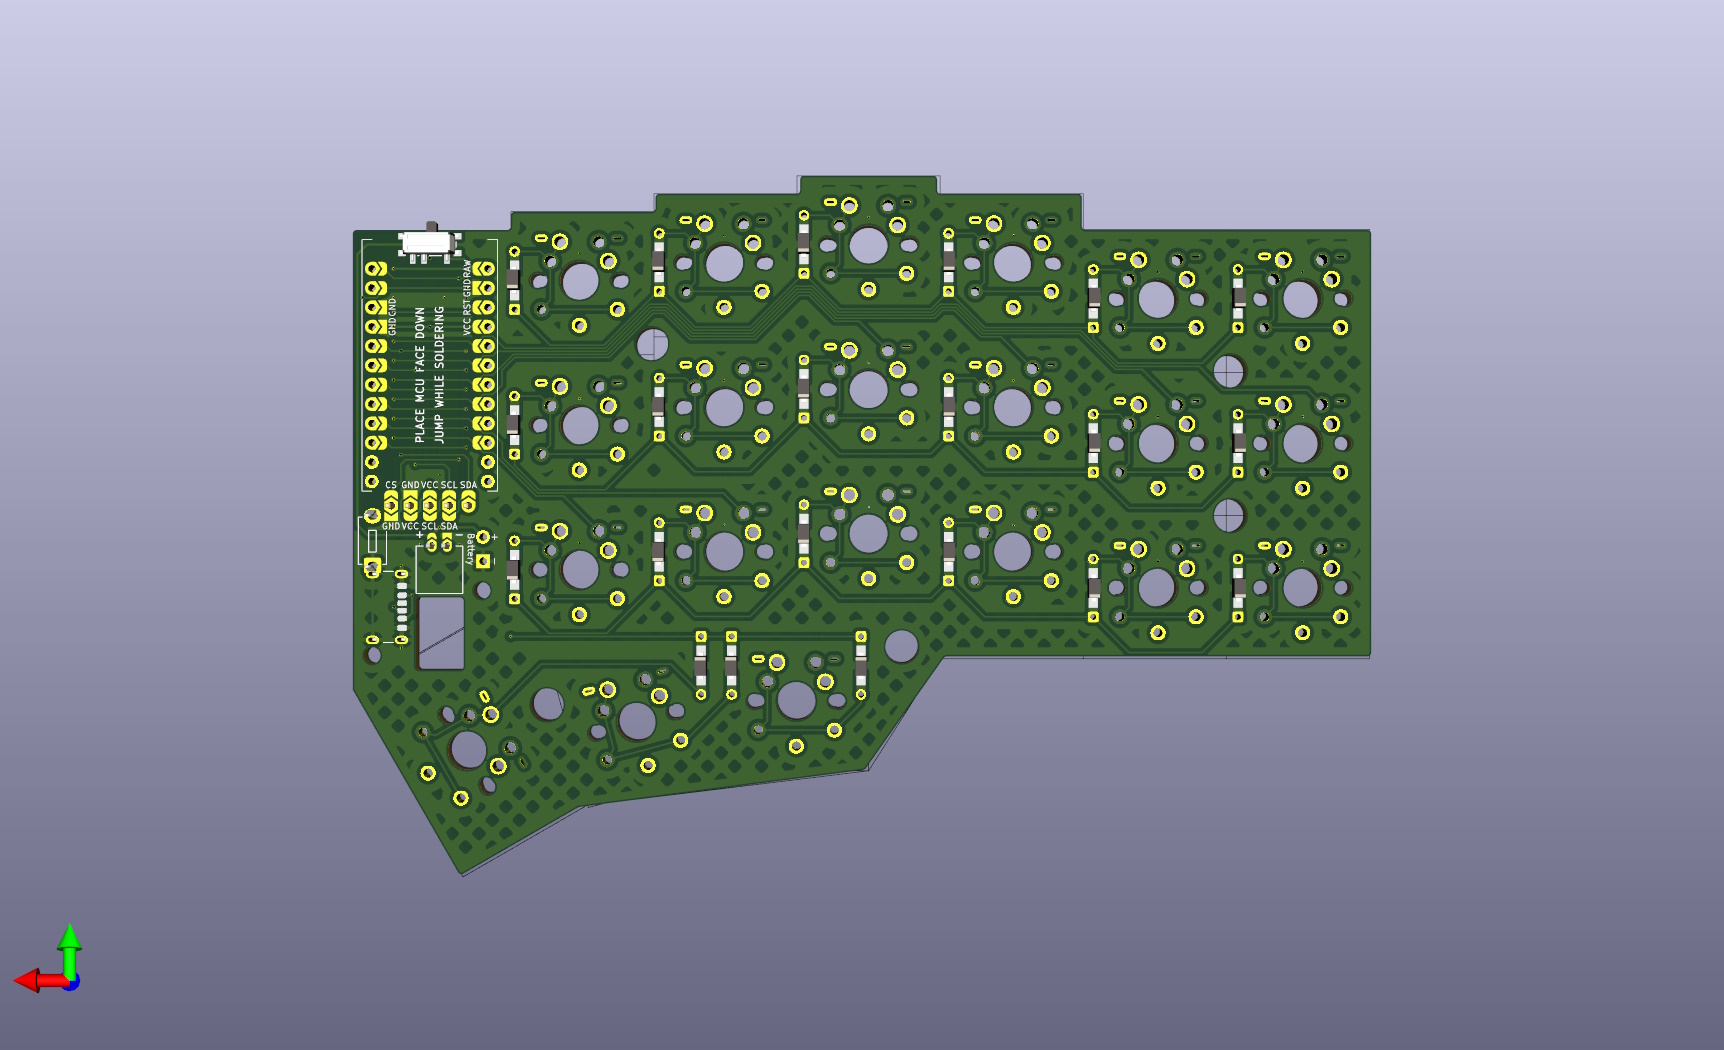 RAW
GND
RST
VCC
GND
GND
PLACE MCU FACE DOWN
JUMP WHILE SOLDERING
CS GND VCC SCL SDA
GND VCC SCL SDA
+ −
+
Battery
−